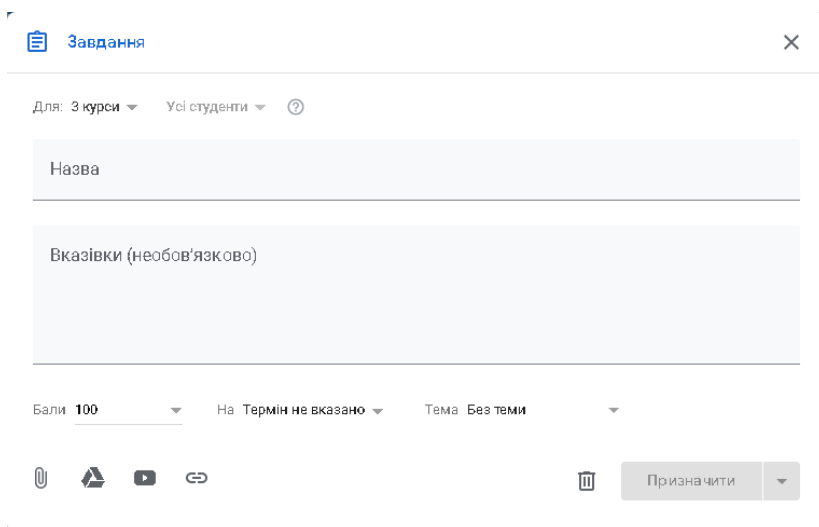 Завдання
Для: 3 курси Усі студенти
Назва
Вказівки (необов'язково)
Бали 100 На Термін не вказано Тема Без теми
Призначити